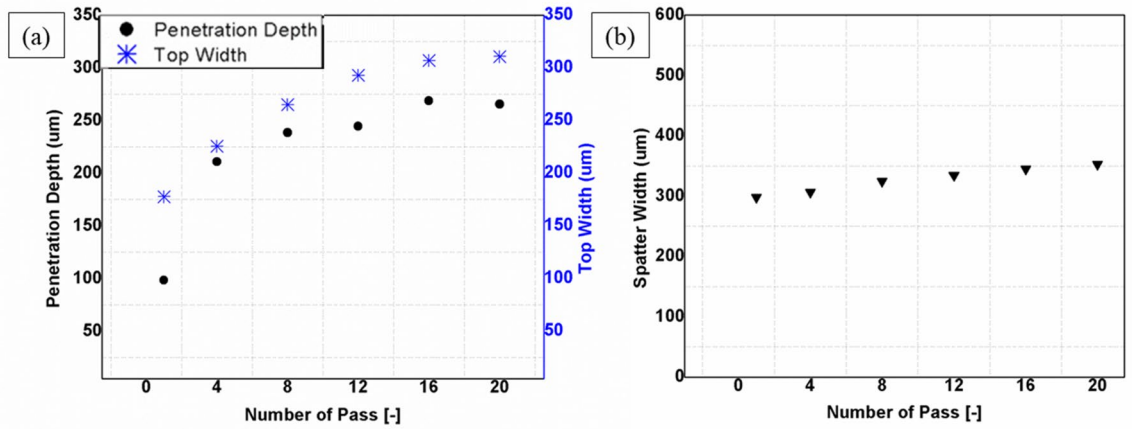 (a)
Penetration Depth
Top Width
350
300
250
200
150
100
50
Penetration Depth (um)
350
300
250
200
150
100
50
Top Width (um)
0 4 8 12 16 20
Number of Pass [-]
(b)
600
500
400
300
200
100
0
Spatter Width (um)
0 4 8 12 16 20
Number of Pass [-]